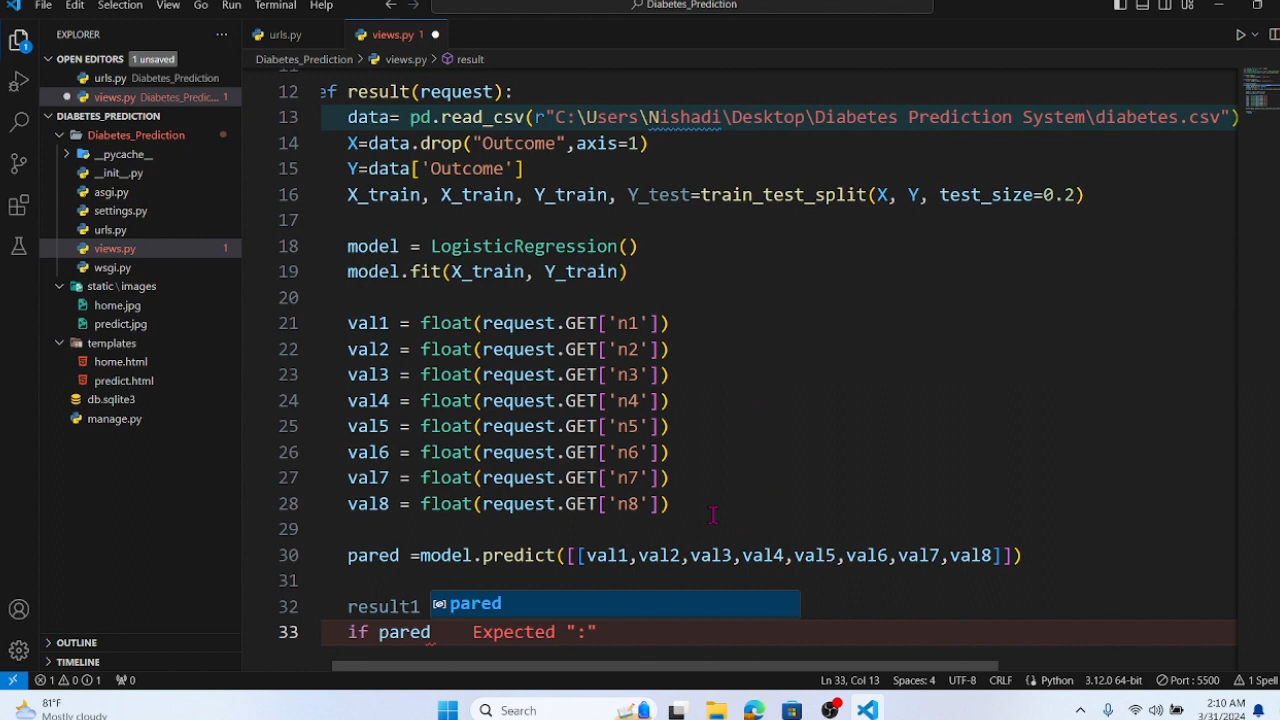 File Edit Selection View Go Run Terminal Help Diabetes_Prediction
EXPLORER
OPEN EDITORS 1 unsaved
urls.py Diabetes_Prediction
views.py Diabetes_Predic... 1
DIABETES_PREDICTION
Diabetes_Prediction
__pycache__
__init__.py
asgi.py
settings.py
urls.py
views.py 1
wsgi.py
static \ images
home.jpg
predict.jpg
templates
home.html
predict.html
db.sqlite3
manage.py
OUTLINE
TIMELINE
urls.py views.py 1
Diabetes_Prediction > views.py > result
12 ef result(request):
13 data= pd.read_csv(r"C:\Users\Nishadi\Desktop\Diabetes Prediction System\diabetes.csv")
14 X=data.drop("Outcome",axis=1)
15 Y=data['Outcome']
16 X_train, X_train, Y_train, Y_test=train_test_split(X, Y, test_size=0.2)
17
18 model = LogisticRegression()
19 model.fit(X_train, Y_train)
20
21 val1 = float(request.GET['n1'])
22 val2 = float(request.GET['n2'])
23 val3 = float(request.GET['n3'])
24 val4 = float(request.GET['n4'])
25 val5 = float(request.GET['n5'])
26 val6 = float(request.GET['n6'])
27 val7 = float(request.GET['n7'])
28 val8 = float(request.GET['n8'])
29
30 pared =model.predict([[val1,val2,val3,val4,val5,val6,val7,val8]])
31
32 result1 pared
33 if pared Expected ":"
1 0 1 0 Ln 33, Col 13 Spaces: 4 UTF-8 CRLF Python 3.12.0 64-bit Port : 5500 1 Spell
81°F
Mostly cloudy
Search
2:10 AM
3/31/2024